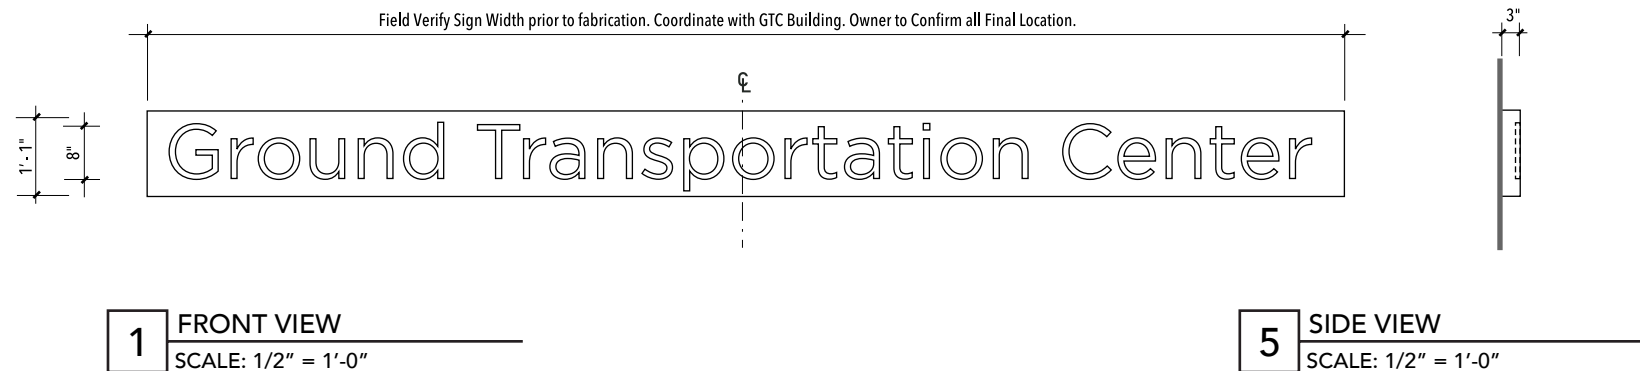 Field Verify Sign Width prior to fabrication. Coordinate with GTC Building. Owner to Confirm all Final Location.
3"
℄
1'-1"
8"
Ground Transportation Center
1
FRONT VIEW
SCALE: 1/2" = 1'-0"
5
SIDE VIEW
SCALE: 1/2" = 1'-0"